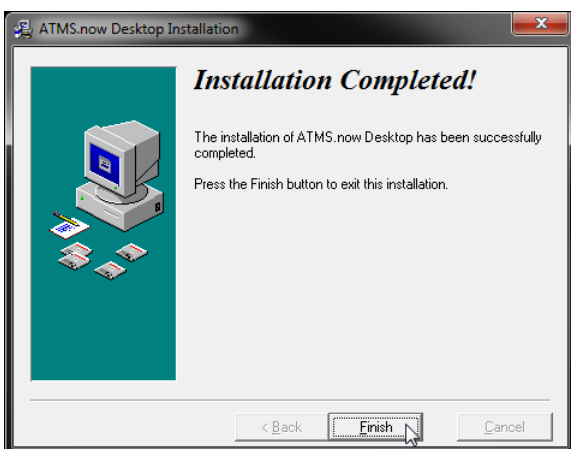 ATMS.now Desktop Installation
Installation Completed!
The installation of ATMS.now Desktop has been successfully
completed.
Press the Finish button to exit this installation.
< Back
Finish
Cancel